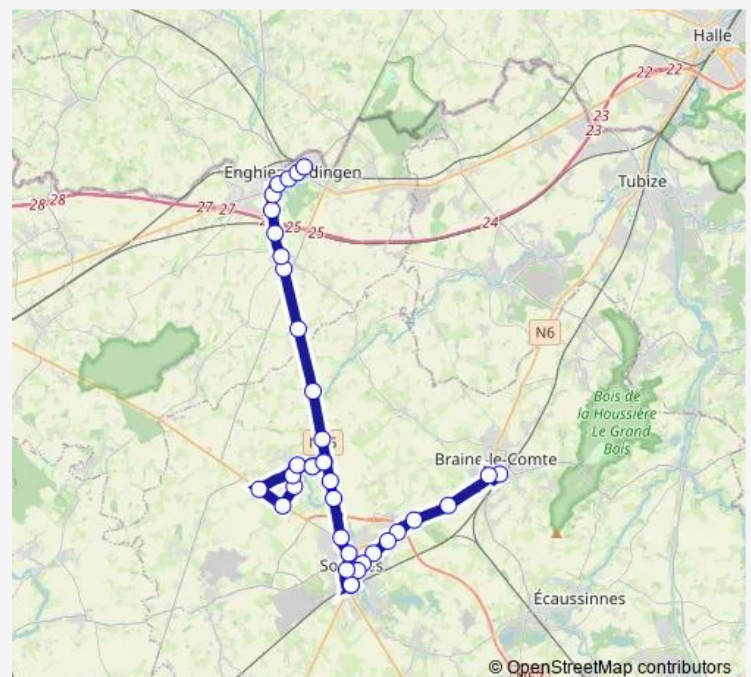 Halle
22 22
23
23
Enghien - Edingen
Tubize
28 28
27 27
25 25
24
N6
Bois de
la Houssière
- Le Grand
Bois
Braine-le-Comte
Écaussinnes
© OpenStreetMap contributors